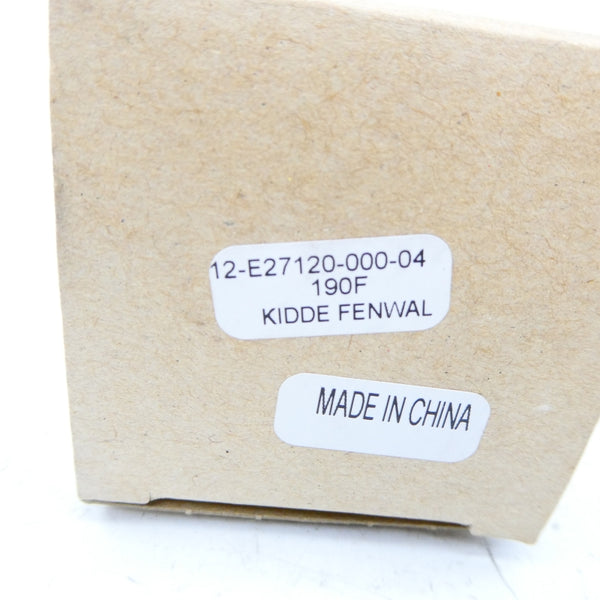 12-E27120-000-04
190F
KIDDE FENWAL
MADE IN CHINA